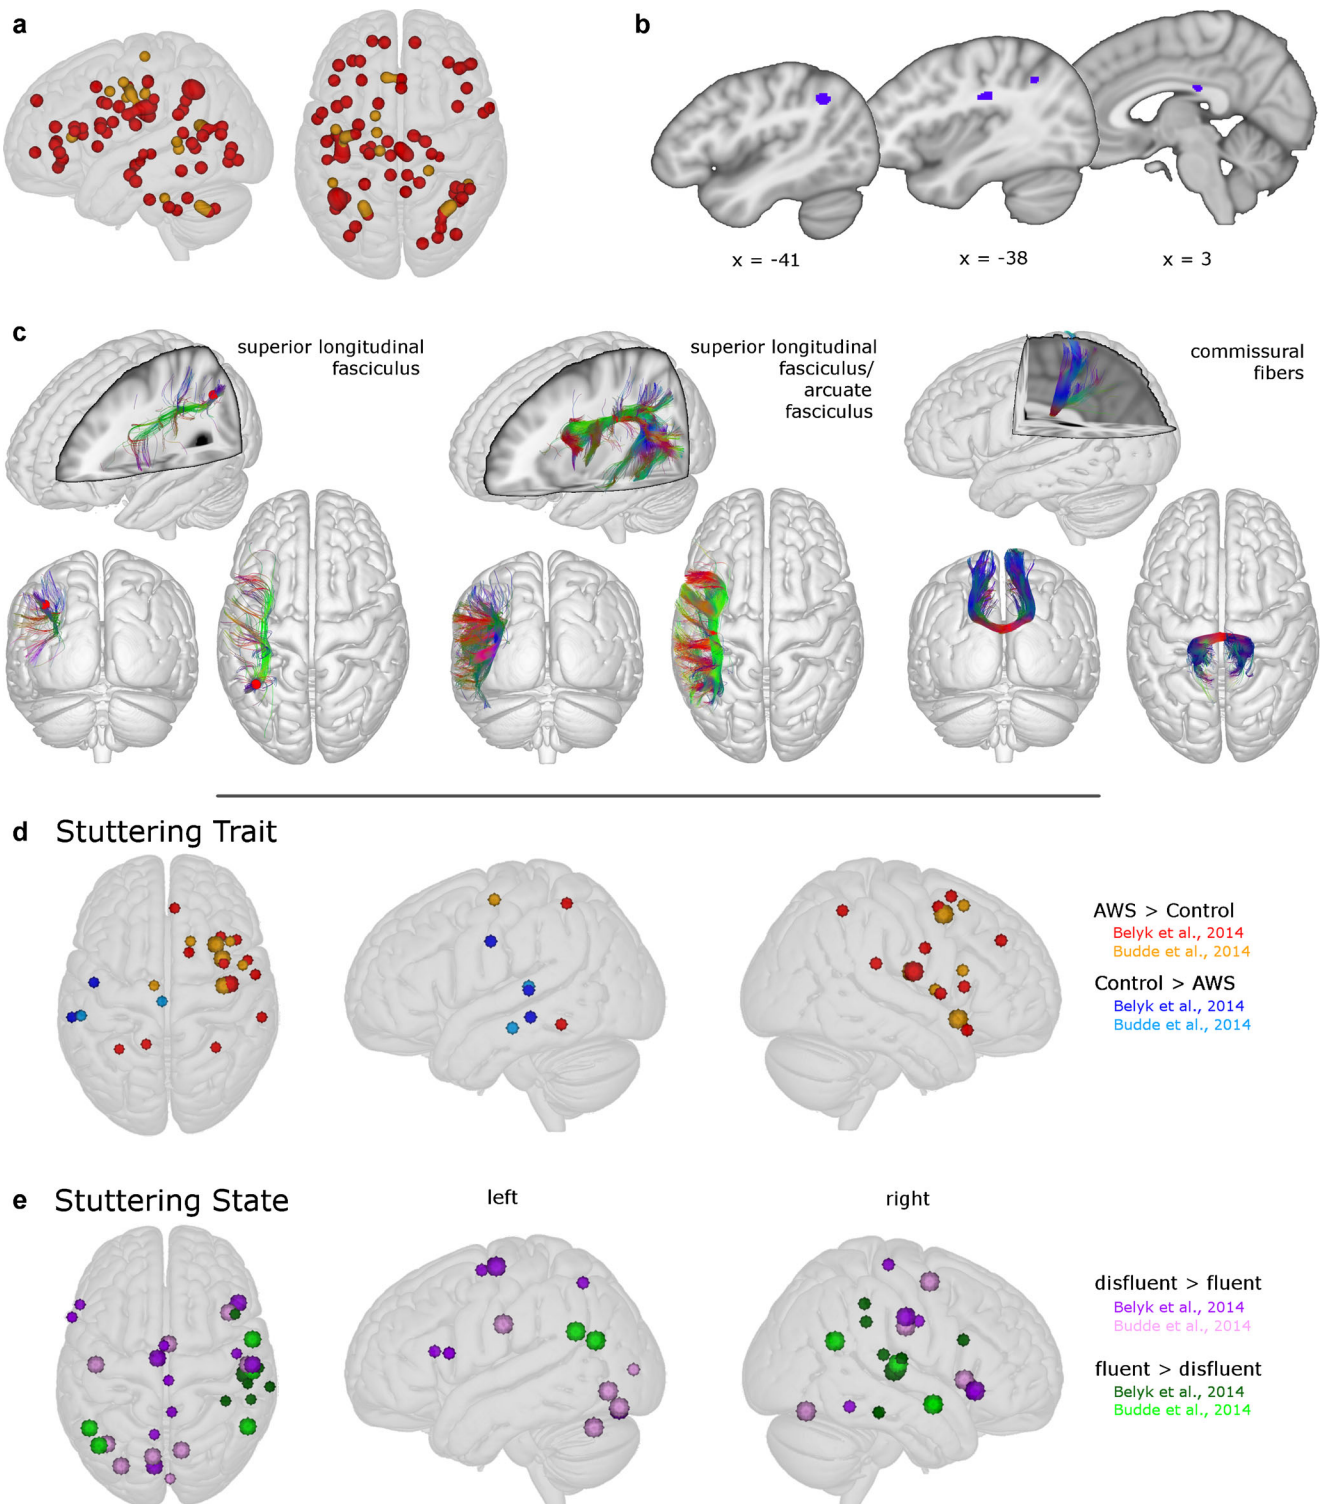 a
b
x = -41
x = -38
x = 3
c
superior longitudinal
fasciculus
superior longitudinal
fasciculus/
arcuate
fasciculus
commissural
fibers
d Stuttering Trait
AWS > Control
Belyk et al., 2014
Budde et al., 2014
Control > AWS
Belyk et al., 2014
Budde et al., 2014
e Stuttering State
left
right
disfluent > fluent
Belyk et al., 2014
Budde et al., 2014
fluent > disfluent
Belyk et al., 2014
Budde et al., 2014